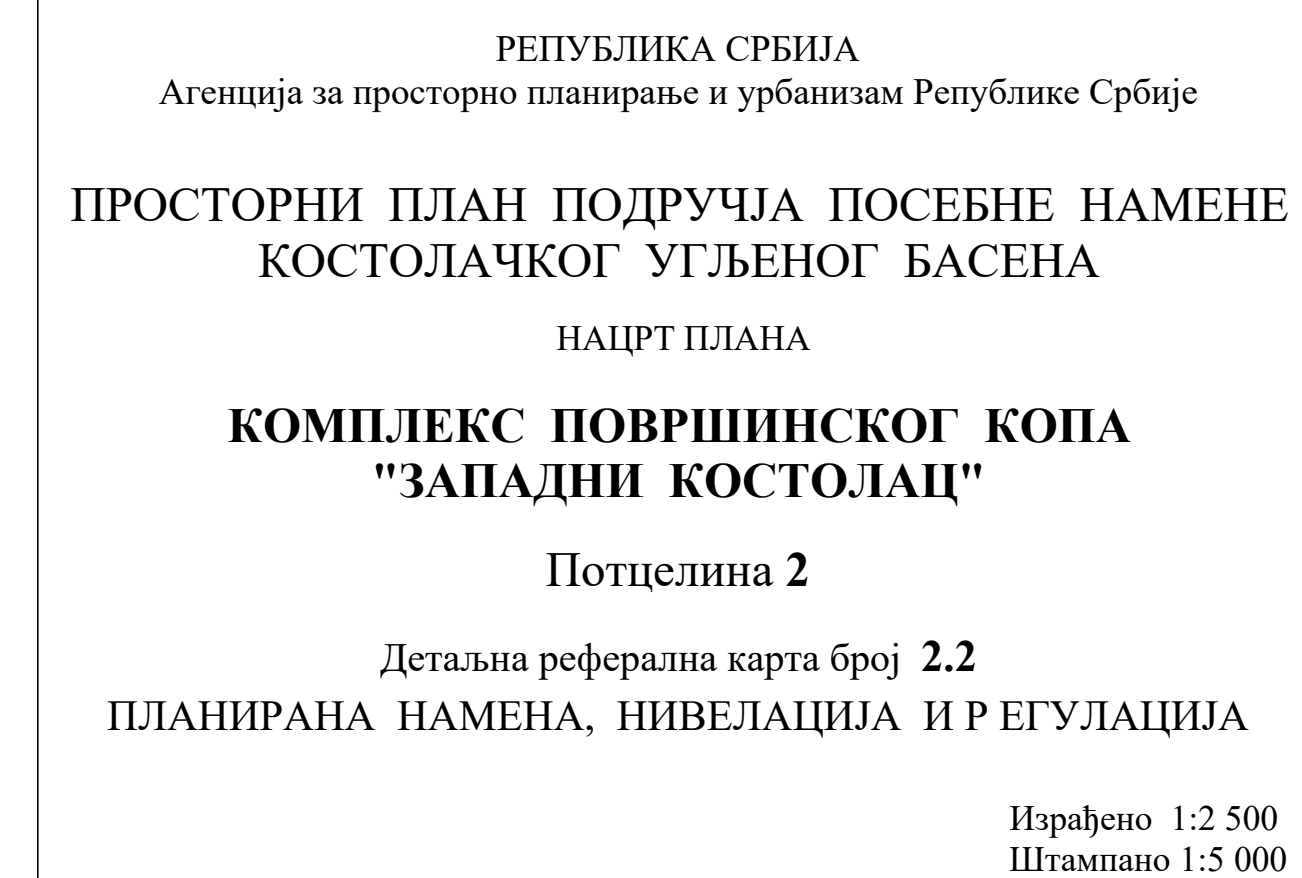 РЕПУБЛИКА СРБИЈА
Агенција за просторно планирање и урбанизам Републике Србије
ПРОСТОРНИ ПЛАН ПОДРУЧЈА ПОСЕБНЕ НАМЕНЕ
КОСТОЛАЧКОГ УГЉЕНОГ БАСЕНА
НАЦРТ ПЛАНА
КОМПЛЕКС ПОВРШИНСКОГ КОПА
"ЗАПАДНИ КОСТОЛАЦ"
Потцелина 2
Детаљна реферална карта број 2.2
ПЛАНИРАНА НАМЕНА, НИВЕЛАЦИЈА И Р ЕГУЛАЦИЈА
Израђено 1:2 500
Штампано 1:5 000